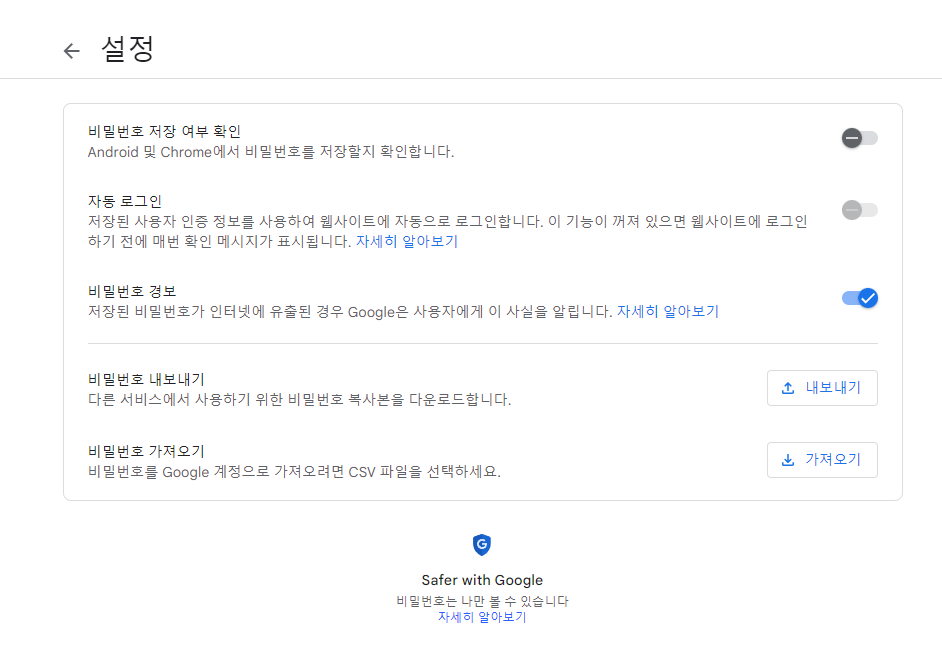 설정
비밀번호 저장 여부 확인
Android 및 Chrome에서 비밀번호를 저장할지 확인합니다.
자동 로그인
저장된 사용자 인증 정보를 사용하여 웹사이트에 자동으로 로그인합니다. 이 기능이 꺼져 있으면 웹사이트에 로그인
하기 전에 매번 확인 메시지가 표시됩니다. 자세히 알아보기
비밀번호 경보
저장된 비밀번호가 인터넷에 유출된 경우 Google은 사용자에게 이 사실을 알립니다. 자세히 알아보기
비밀번호 내보내기
다른 서비스에서 사용하기 위한 비밀번호 복사본을 다운로드합니다.
내보내기
비밀번호 가져오기
비밀번호를 Google 계정으로 가져오려면 CSV 파일을 선택하세요.
가져오기
G
Safer with Google
비밀번호는 나만 볼 수 있습니다
자세히 알아보기